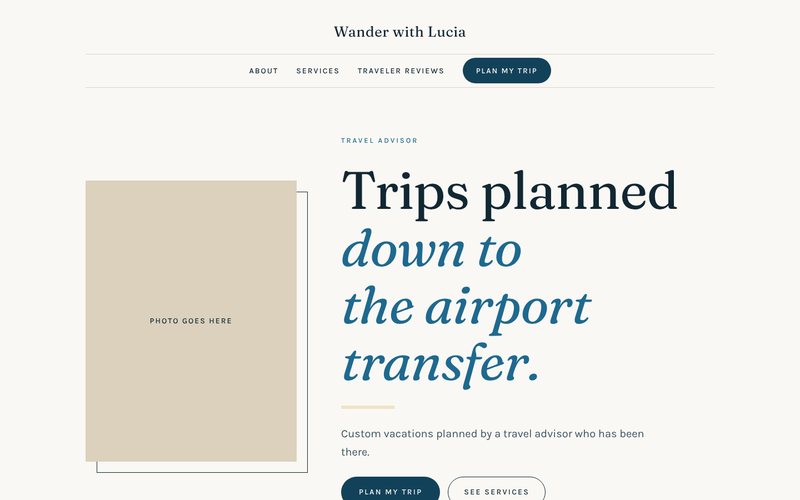 Wander with Lucia
ABOUT SERVICES TRAVELER REVIEWS PLAN MY TRIP
TRAVEL ADVISOR
Trips planned
down to
the airport
transfer.
PHOTO GOES HERE
Custom vacations planned by a travel advisor who has been
there.
PLAN MY TRIP SEE SERVICES